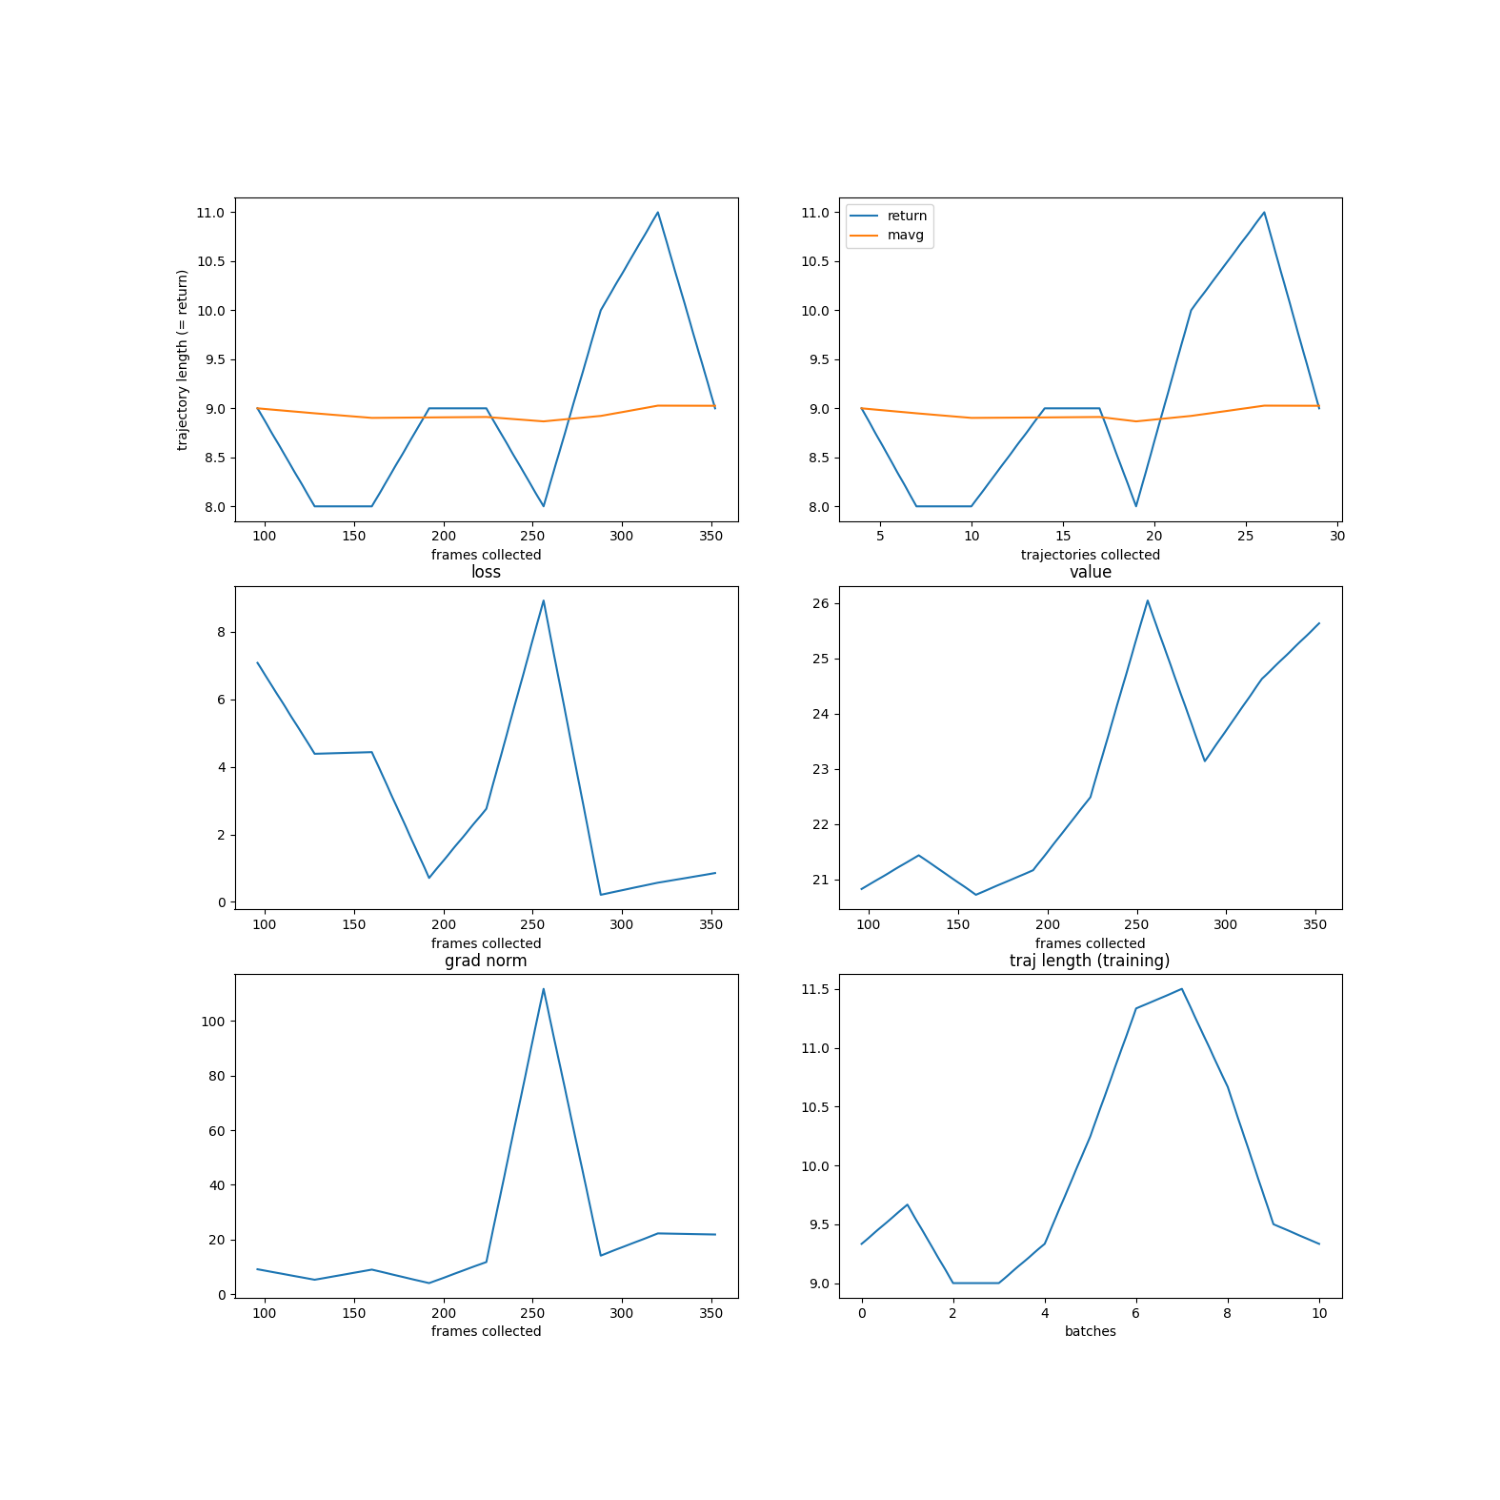 11.0
10.5
10.0
9.5
9.0
8.5
8.0
trajectory length (= return)
100 150 200 250 300 350
frames collected
return
mavg
11.0
10.5
10.0
9.5
9.0
8.5
8.0
5 10 15 20 25 30
trajectories collected
loss
8
6
4
2
0
100 150 200 250 300 350
frames collected
value
26
25
24
23
22
21
100 150 200 250 300 350
frames collected
grad norm
100
80
60
40
20
0
100 150 200 250 300 350
frames collected
traj length (training)
11.5
11.0
10.5
10.0
9.5
9.0
0 2 4 6 8 10
batches